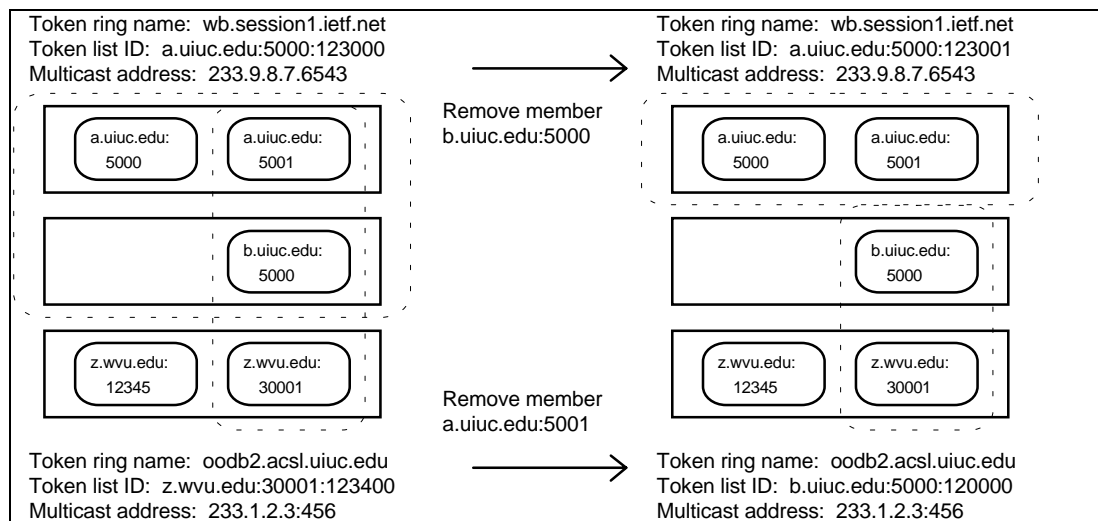 Token ring name: wb.session1.ietf.net
Token list ID: a.uiuc.edu:5000:123000
Multicast address: 233.9.8.7.6543
Token ring name: wb.session1.ietf.net
Token list ID: a.uiuc.edu:5000:123001
Multicast address: 233.9.8.7.6543
Remove member
b.uiuc.edu:5000
a.uiuc.edu:
5000
a.uiuc.edu:
5001
b.uiuc.edu:
5000
z.wvu.edu:
12345
z.wvu.edu:
30001
a.uiuc.edu:
5000
a.uiuc.edu:
5001
b.uiuc.edu:
5000
z.wvu.edu:
12345
z.wvu.edu:
30001
Remove member
a.uiuc.edu:5001
Token ring name: oodb2.acsl.uiuc.edu
Token list ID: z.wvu.edu:30001:123400
Multicast address: 233.1.2.3:456
Token ring name: oodb2.acsl.uiuc.edu
Token list ID: b.uiuc.edu:5000:120000
Multicast address: 233.1.2.3:456